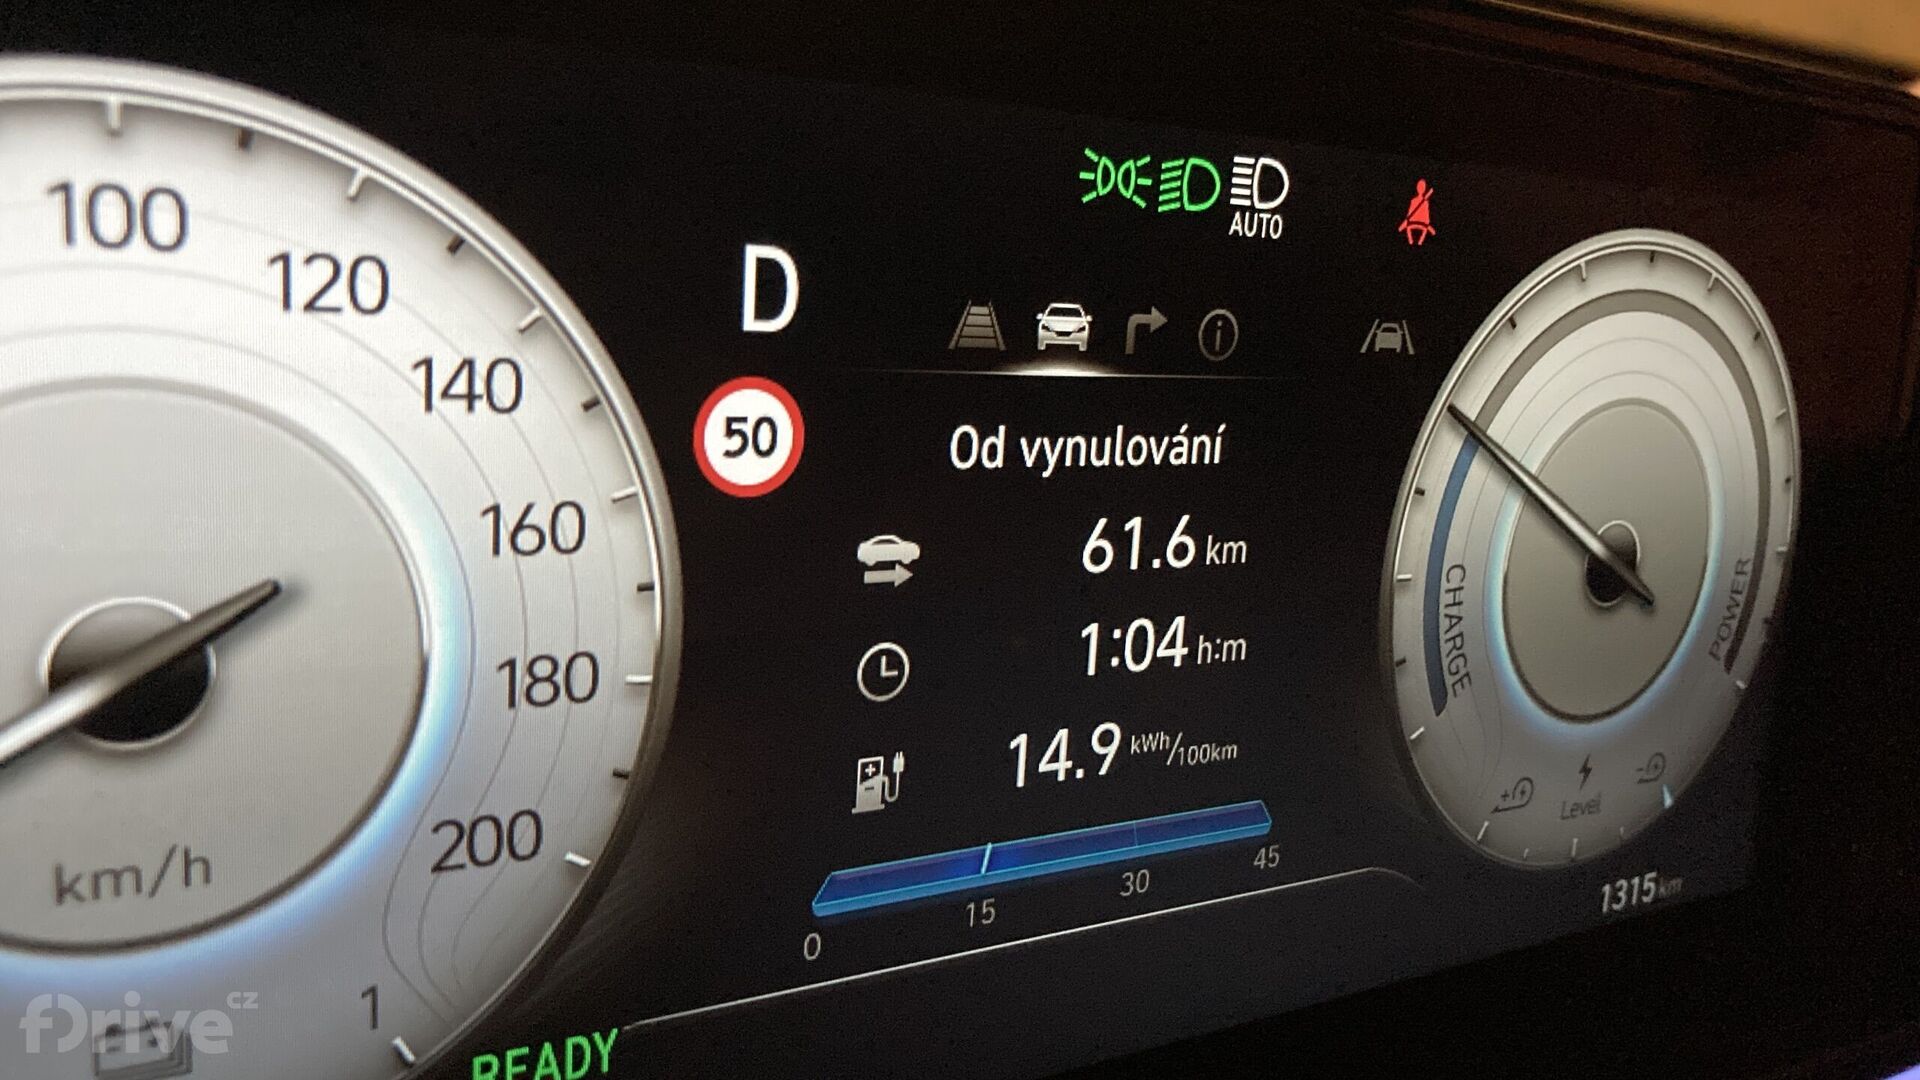 100
120
140
160
180
200
km/h
1
D
50
AUTO
Od vynulování
61.6 km
1:04 h:m
14.9 kWh/100km
0 15 30 45
CHARGE
POWER
Level
1315 km
READY
fDrive.cz